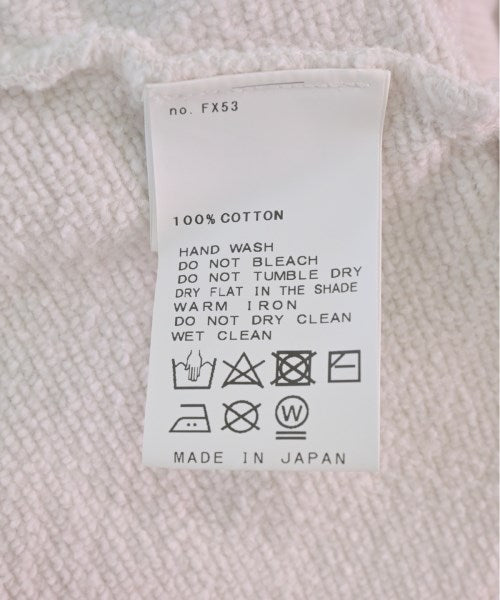 no. FX53
100% COTTON
HAND WASH
DO NOT BLEACH
DO NOT TUMBLE DRY
DRY FLAT IN THE SHADE
WARM IRON
DO NOT DRY CLEAN
WET CLEAN
W
MADE IN JAPAN